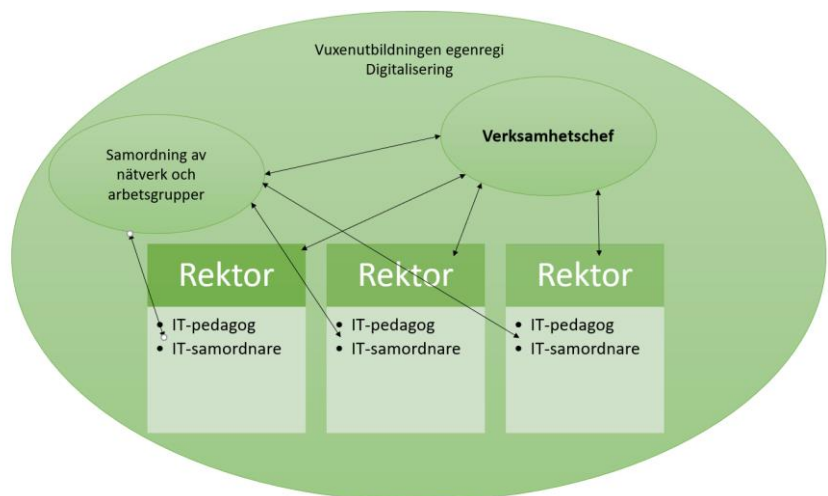 Vuxenutbildningen egenregi
Digitalisering
Verksamhetschef
Samordning av
nätverk och
arbetsgrupper
Rektor
• IT-pedagog
• IT-samordnare
Rektor
• IT-pedagog
• IT-samordnare
Rektor
• IT-pedagog
• IT-samordnare